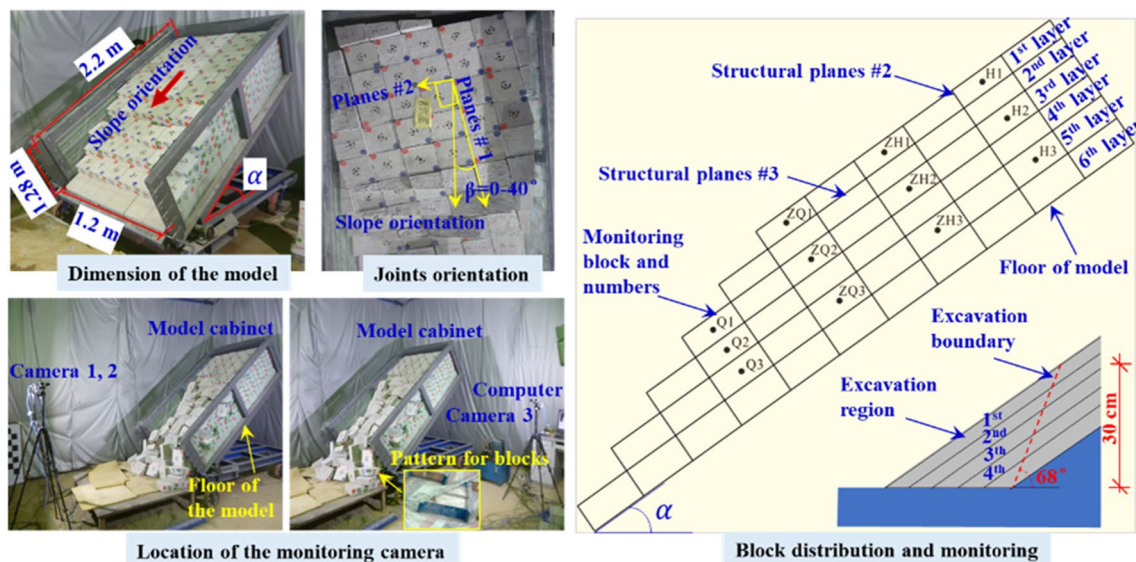 2.2 m
Slope orientation
1.28 m
1.2 m
α
Dimension of the model
Planes #2
Planes # 1
β=0-40°
Slope orientation
Joints orientation
Model cabinet
Camera 1, 2
Floor of
the model
Model cabinet
Computer
Camera 3
Pattern for blocks
Location of the monitoring camera
Structural planes #2
Structural planes #3
Monitoring
block and
numbers
1st layer
2nd layer
3rd layer
4th layer
5th layer
6th layer
H1
H2
H3
ZH1
ZH2
ZH3
ZQ1
ZQ2
ZQ3
Q1
Q2
Q3
Floor of model
Excavation
boundary
Excavation
region
1st
2nd
3th
4th
68°
30 cm
α
Block distribution and monitoring